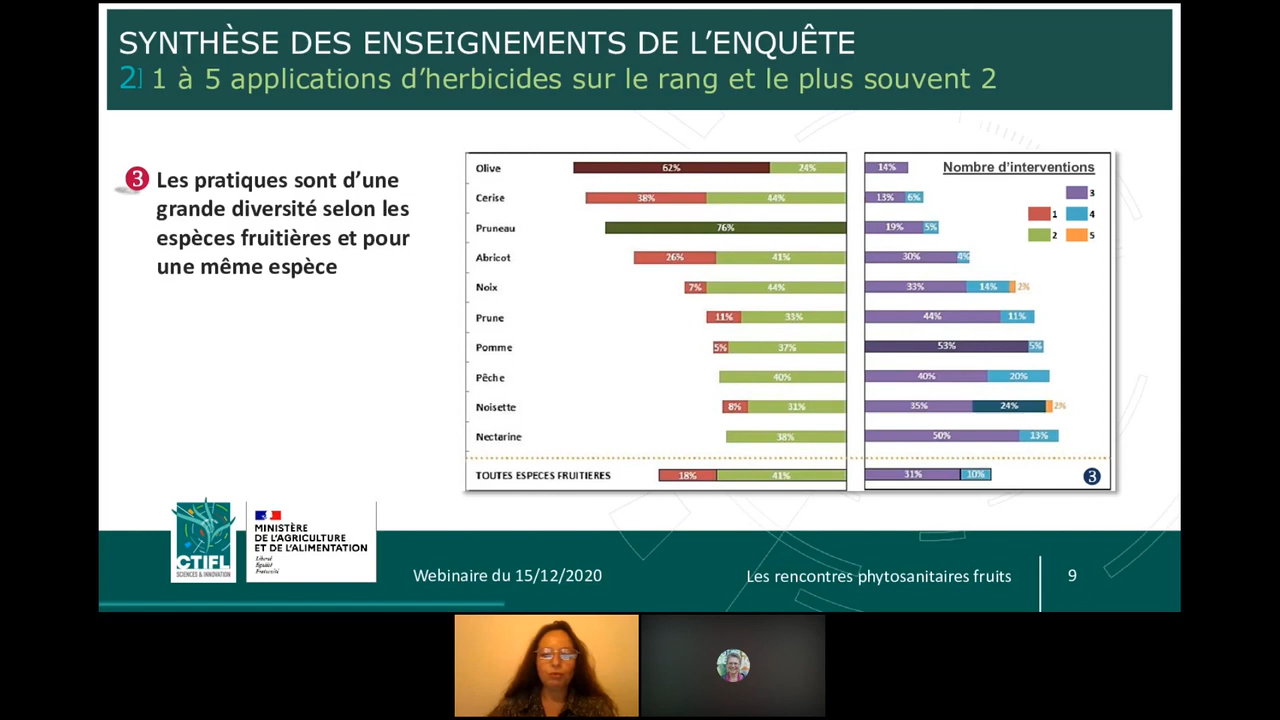 SYNTHÈSE DES ENSEIGNEMENTS DE L'ENQUÊTE
2] 1 à 5 applications d'herbicides sur le rang et le plus souvent 2
3 Les pratiques sont d'une
grande diversité selon les
espèces fruitières et pour
une même espèce
Nombre d'interventions
3
1 4
2 5
Olive 62% 24% 14%
Cerise 38% 44% 13% 6%
Pruneau 76% 19% 5%
Abricot 26% 41% 30% 4%
Noix 7% 44% 33% 14% 2%
Prune 11% 33% 44% 11%
Pomme 5% 37% 53% 5%
Pêche 40% 40% 20%
Noisette 8% 31% 35% 24% 2%
Nectarine 38% 50% 13%
TOUTES ESPECES FRUITIERES 18% 41% 31% 10% 3
CTIFL
SCIENCES & INNOVATION
MINISTÈRE
DE L'AGRICULTURE
ET DE L'ALIMENTATION
Liberté
Égalité
Fraternité
Webinaire du 15/12/2020
Les rencontres phytosanitaires fruits
9